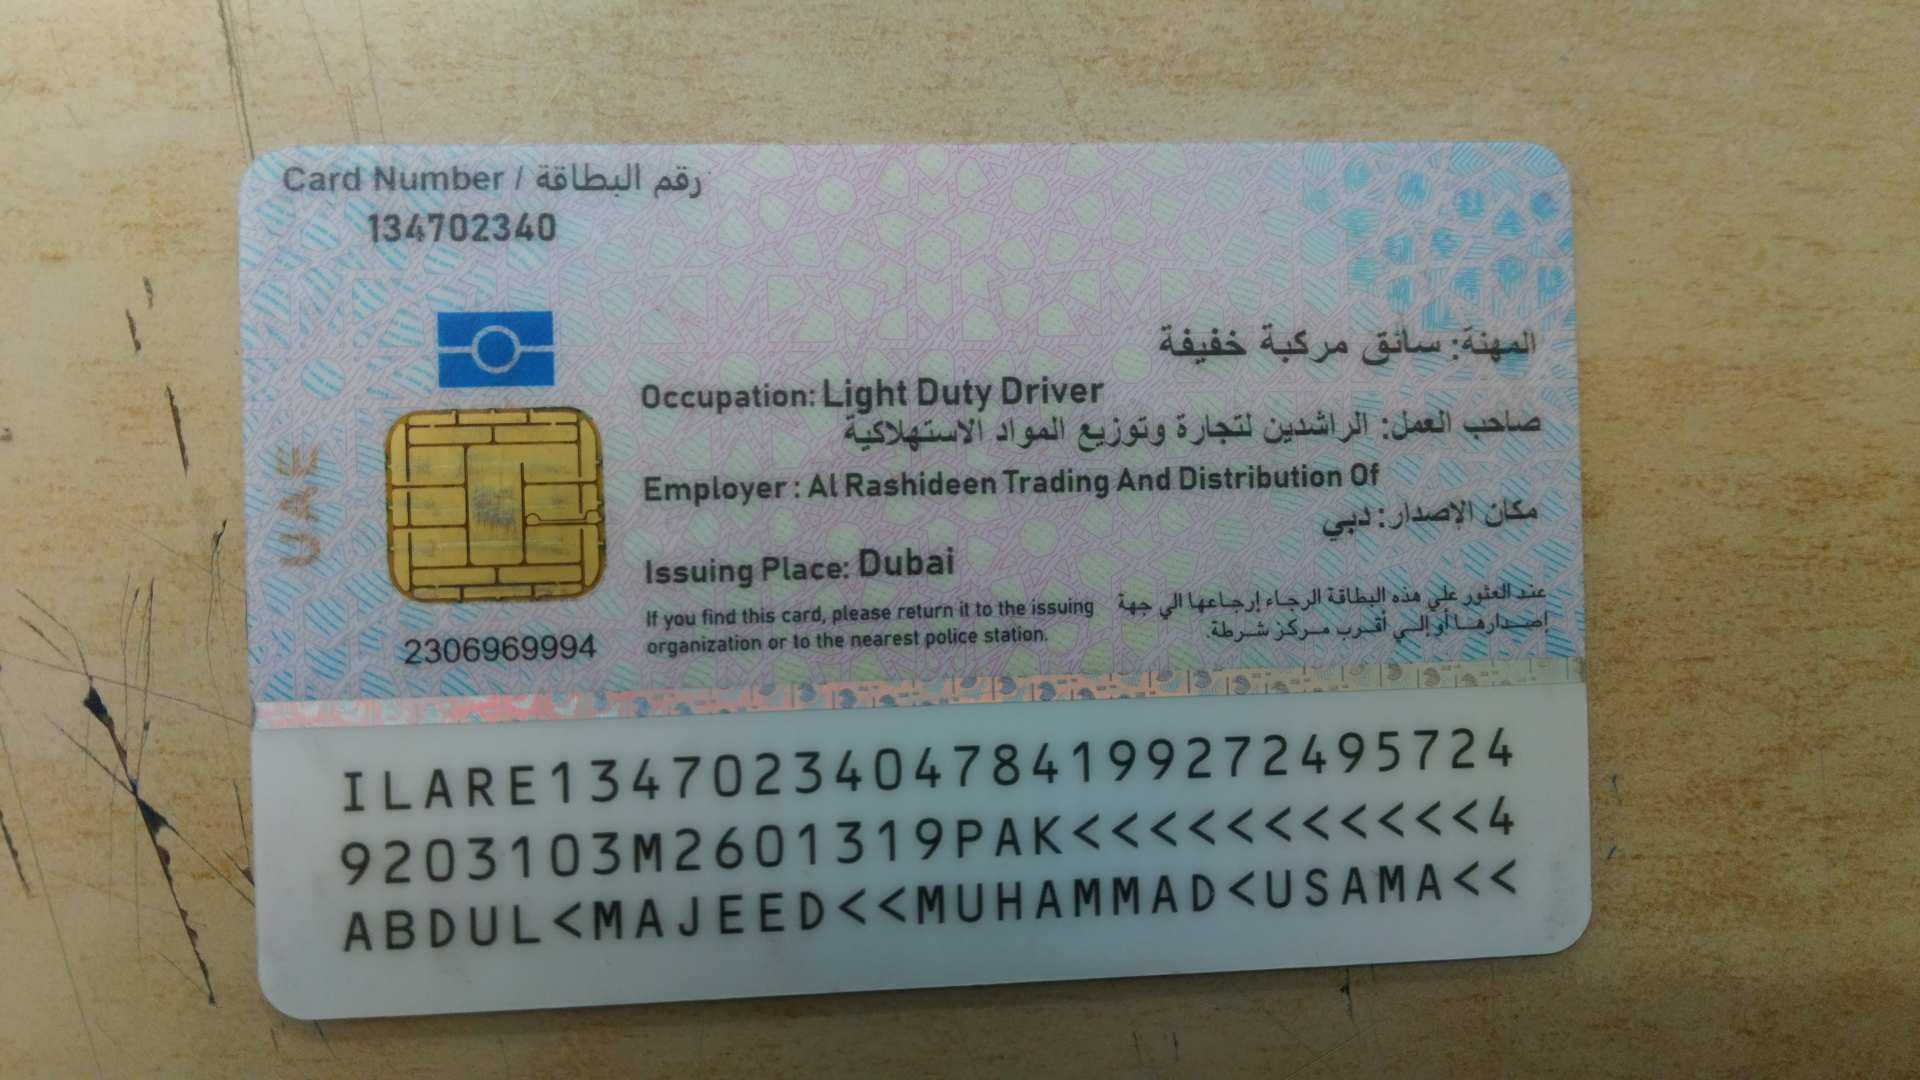 Card Number / رقم البطاقة
134702340
المهنة: سائق مركبة خفيفة
Occupation: Light Duty Driver
صاحب العمل: الراشدين لتجارة وتوزيع المواد الاستهلاكية
Employer : Al Rashideen Trading And Distribution Of
مكان الإصدار: دبي
Issuing Place: Dubai
UAE
If you find this card, please return it to the issuing
organization or to the nearest police station.
عند العثور علي هذه البطاقة الرجاء إرجاعها الي جهة
إصدارها أو إلي أقرب مركز شرطة.
2306969994
ILARE1347023404784199272495724
9203103M2601319PAK<<<<<<<<<<<4
ABDUL<MAJEED<<MUHAMMAD<USAMA<<